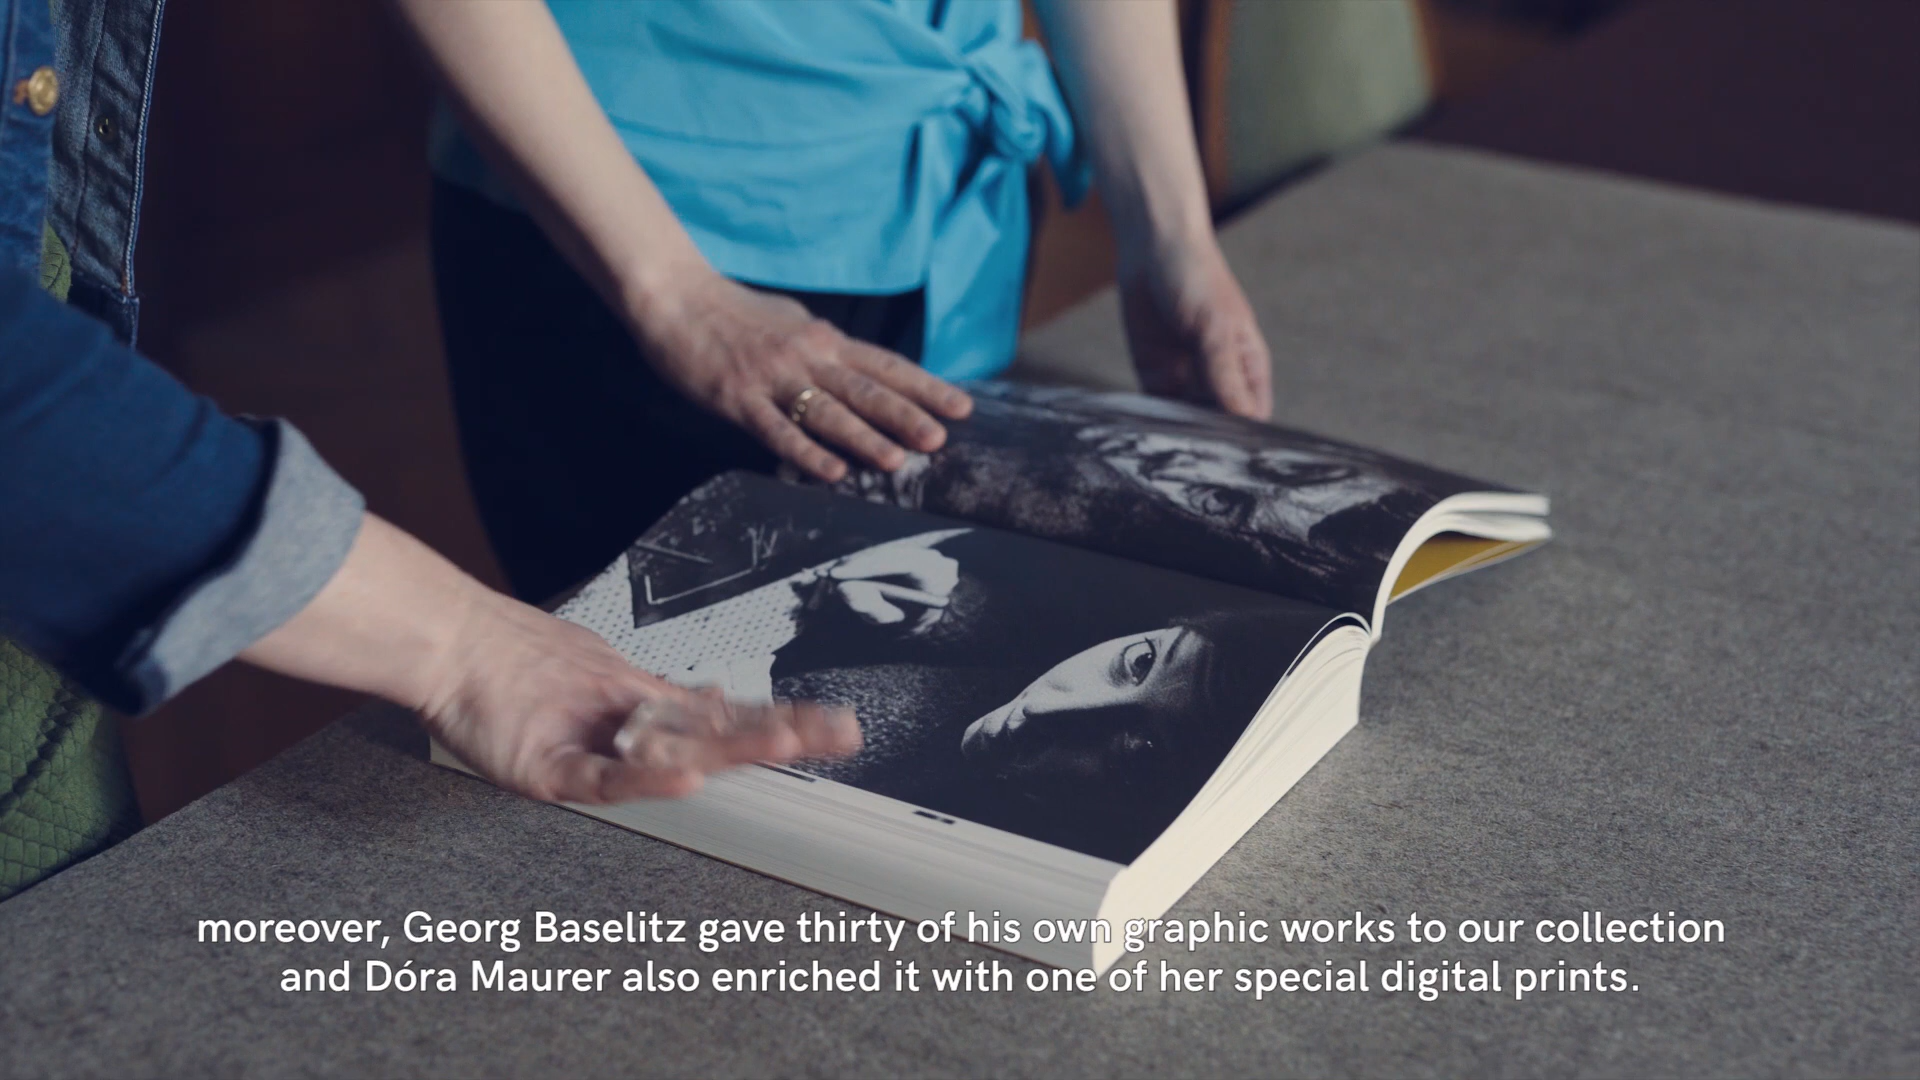 moreover, Georg Baselitz gave thirty of his own graphic works to our collection
and Dóra Maurer also enriched it with one of her special digital prints.